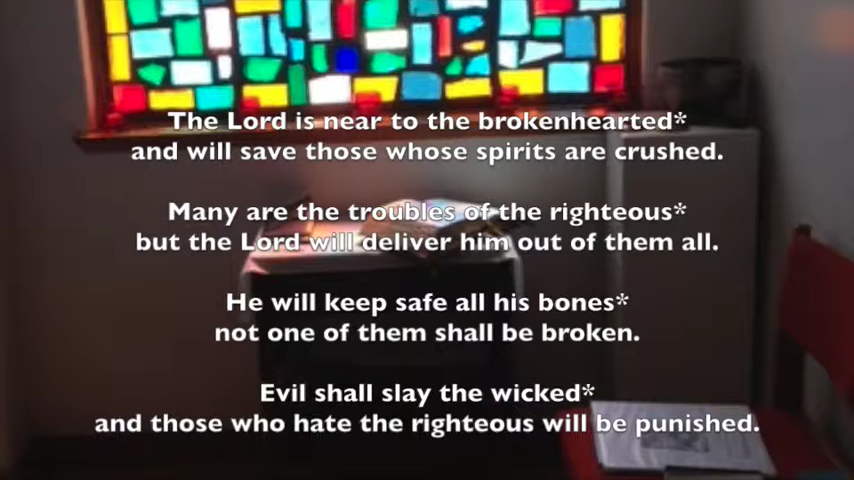 The Lord is near to the brokenhearted*
and will save those whose spirits are crushed.
Many are the troubles of the righteous*
but the Lord will deliver him out of them all.
He will keep safe all his bones*
not one of them shall be broken.
Evil shall slay the wicked*
and those who hate the righteous will be punished.